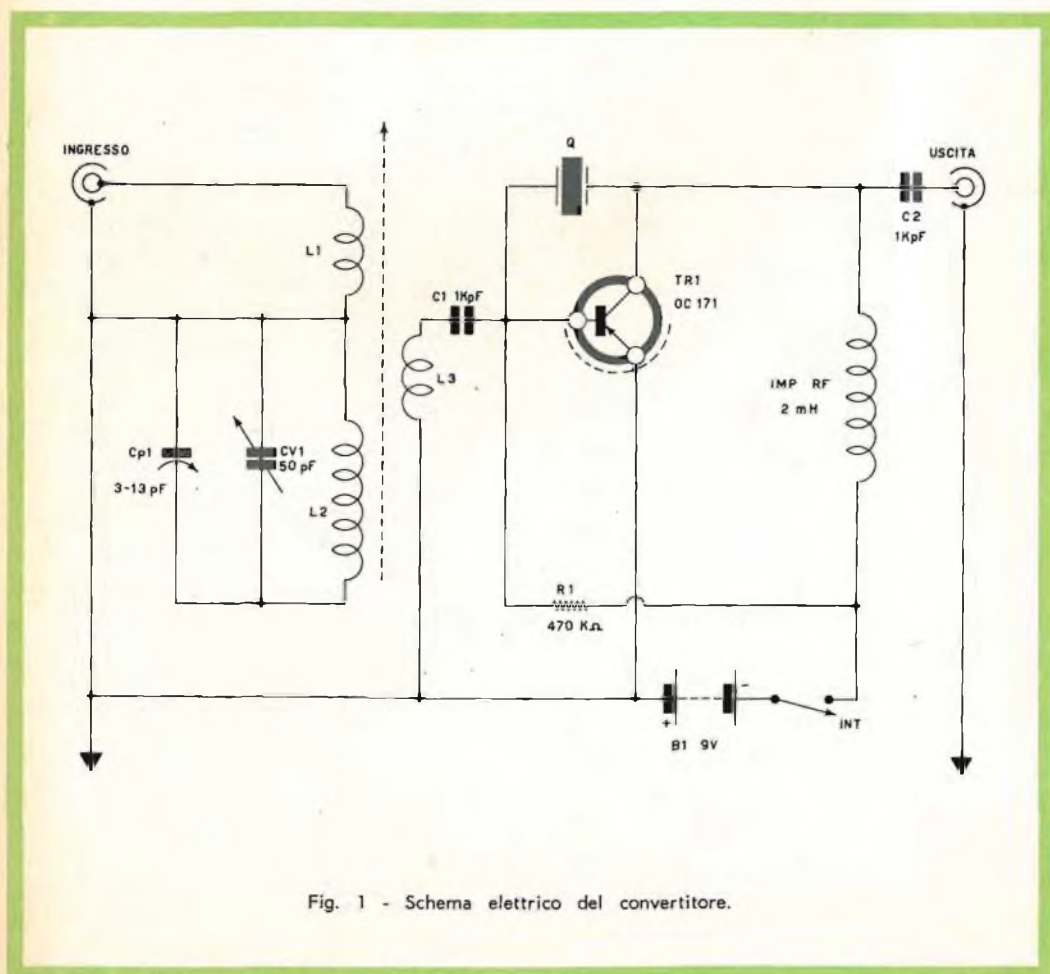 INGRESSO
Q
USCITA
C2
1KpF
L1
TR1
OC 171
C1 1KpF
L3
IMP RF
2 mH
Cp1
3-13 pF
CV1
50 pF
L2
R1
470 KΩ
+
-
INT
B1 9V
Fig. 1 - Schema elettrico del convertitore.